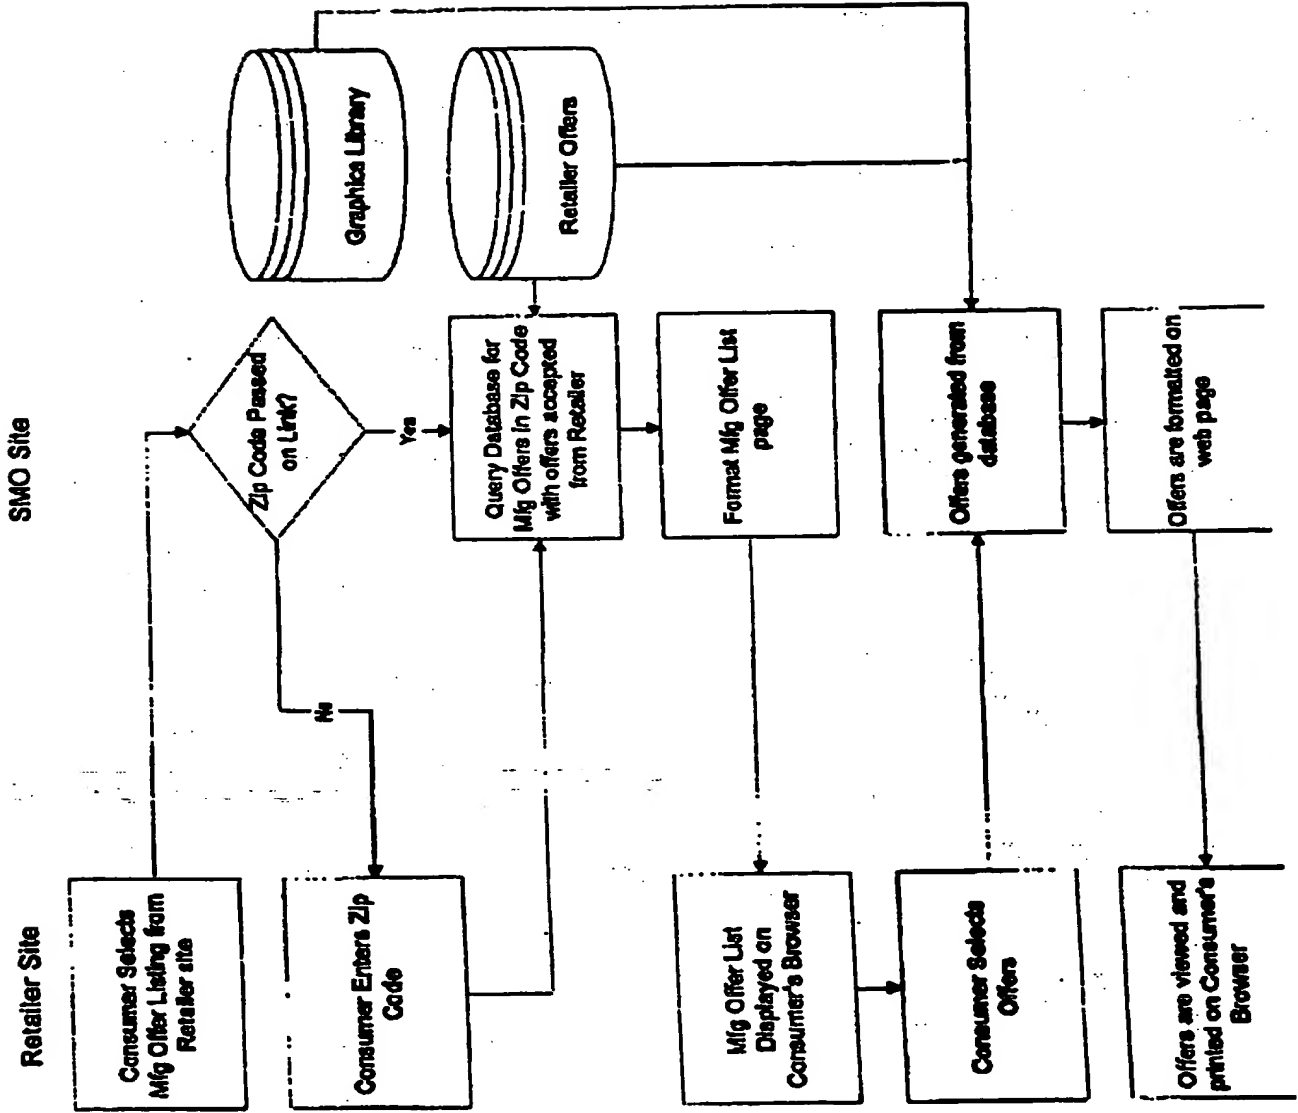 Retailer Site
SMO Site
Consumer Selects
Mfg Offer Listing from
Retailer site
Zip Code Passed
on Link?
Graphics Library
No
Yes
Consumer Enters Zip
Code
Query Database for
Mfg Offers in Zip Code
with offers accepted
from Retailer
Retailer Offers
Format Mfg Offer List
page
Mfg Offer List
Displayed on
Consumer's Browser
Consumer Selects
Offers
Offers generated from
database
Offers are formatted on
web page
Offers are viewed and
printed on Consumer's
Browser